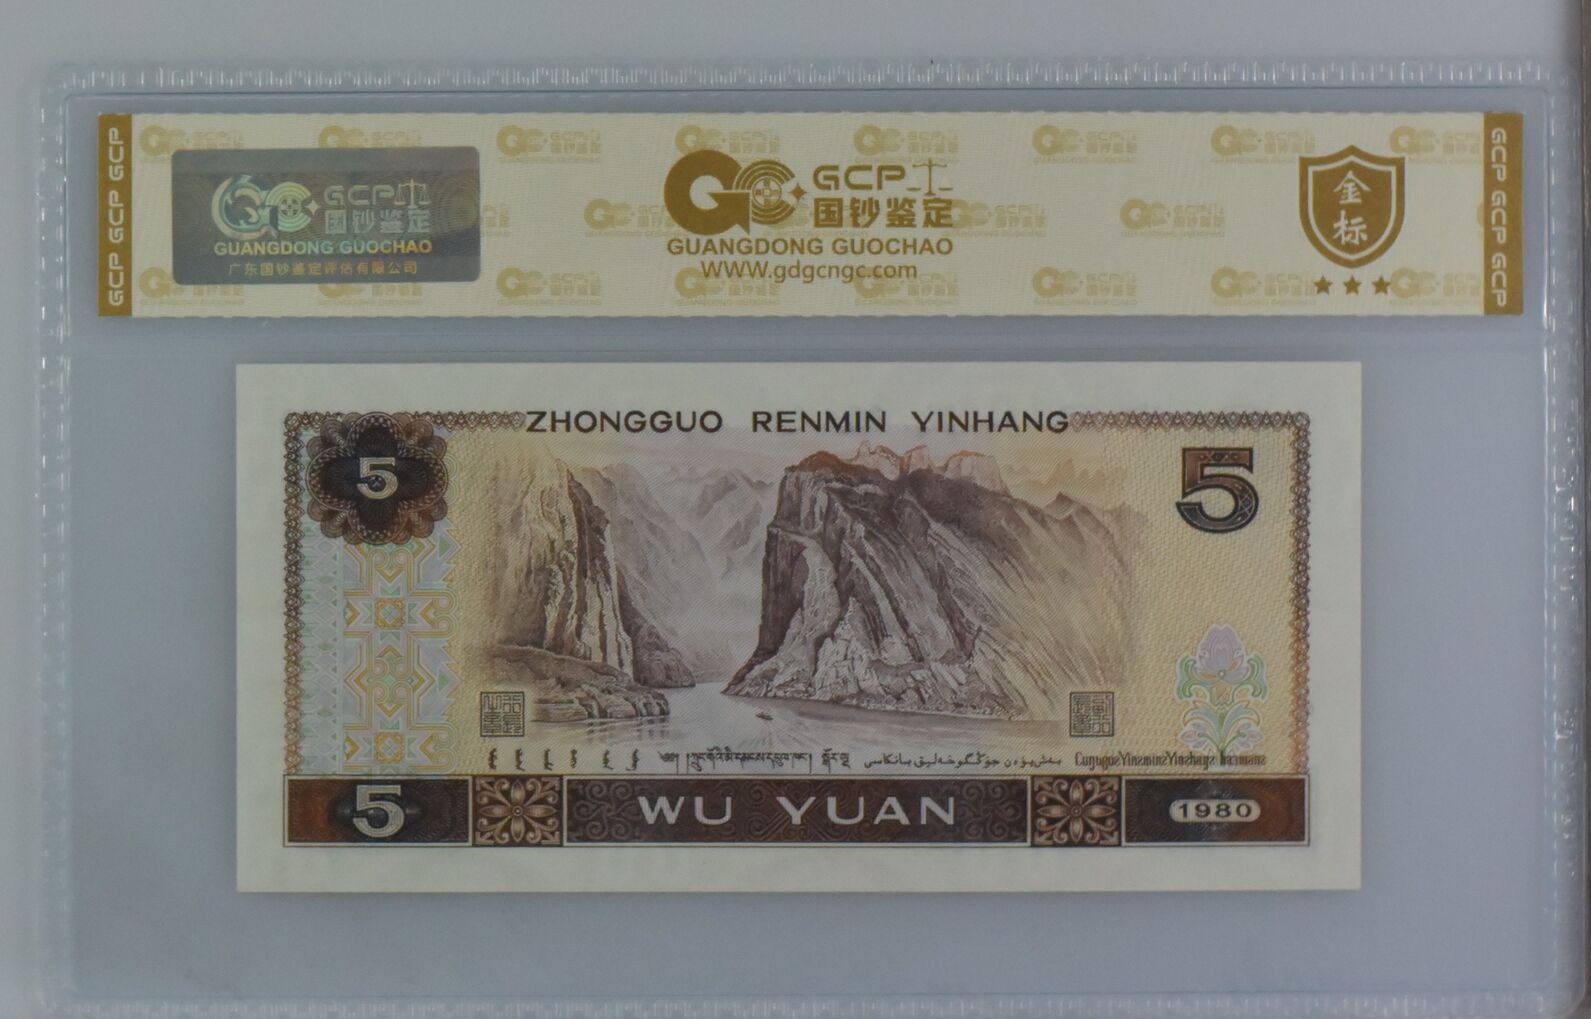 GCP GCP GCP
GCP
国钞鉴定
GUANGDONG GUOCHAO
广东国钞鉴定评估有限公司
GCP
国钞鉴定
GUANGDONG GUOCHAO
WWW.gdgcngc.com
金
标
GCP GCP GCP
ZHONGGUO RENMIN YINHANG
5
5
5
WU YUAN
1980